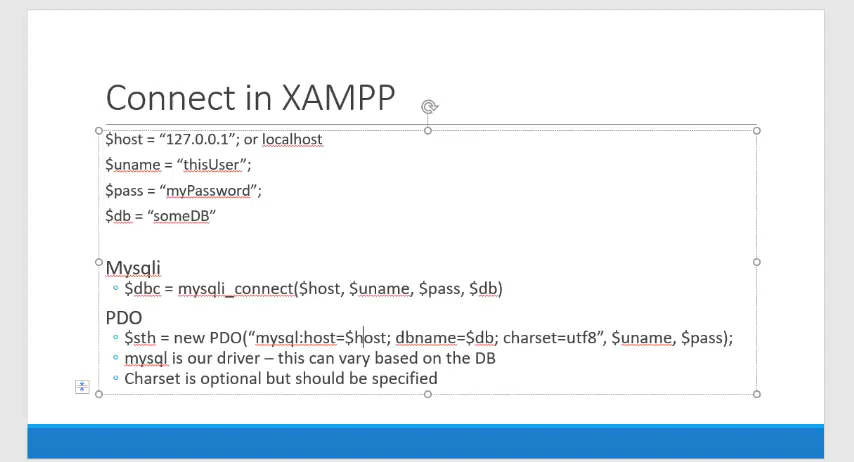 Connect in XAMPP
$host = “127.0.0.1”; or localhost
$uname = “thisUser”;
$pass = “myPassword”;
$db = “someDB”
Mysqli
$dbc = mysqli_connect($host, $uname, $pass, $db)
PDO
$sth = new PDO(“mysql:host=$host; dbname=$db; charset=utf8”, $uname, $pass);
mysql is our driver – this can vary based on the DB
Charset is optional but should be specified